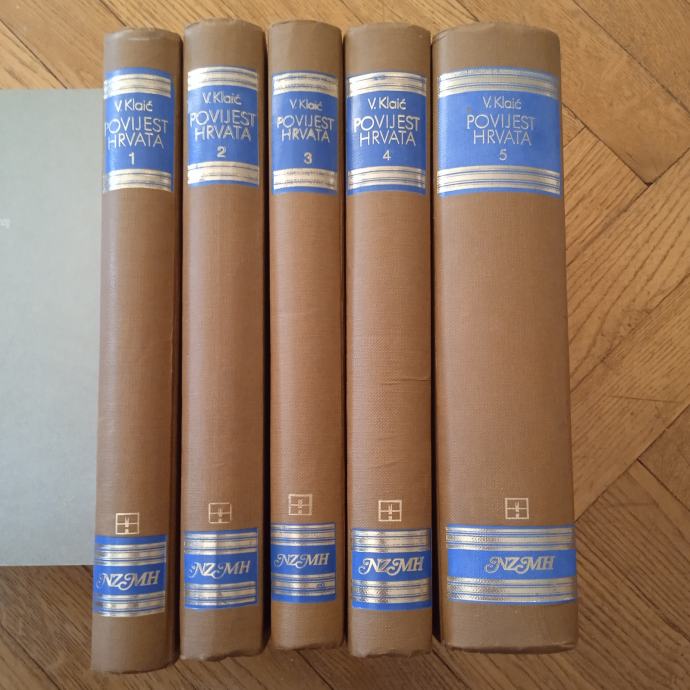 V. Klaić
POVIJEST
HRVATA
1
NZMH
V. Klaić
POVIJEST
HRVATA
2
NZMH
V. Klaić
POVIJEST
HRVATA
3
NZMH
V. Klaić
POVIJEST
HRVATA
4
NZMH
V. Klaić
POVIJEST
HRVATA
5
NZMH